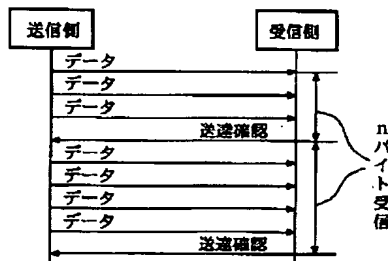 送信側
受信側
データ
データ
データ
送達確認
データ
データ
データ
データ
送達確認
nバイト受信